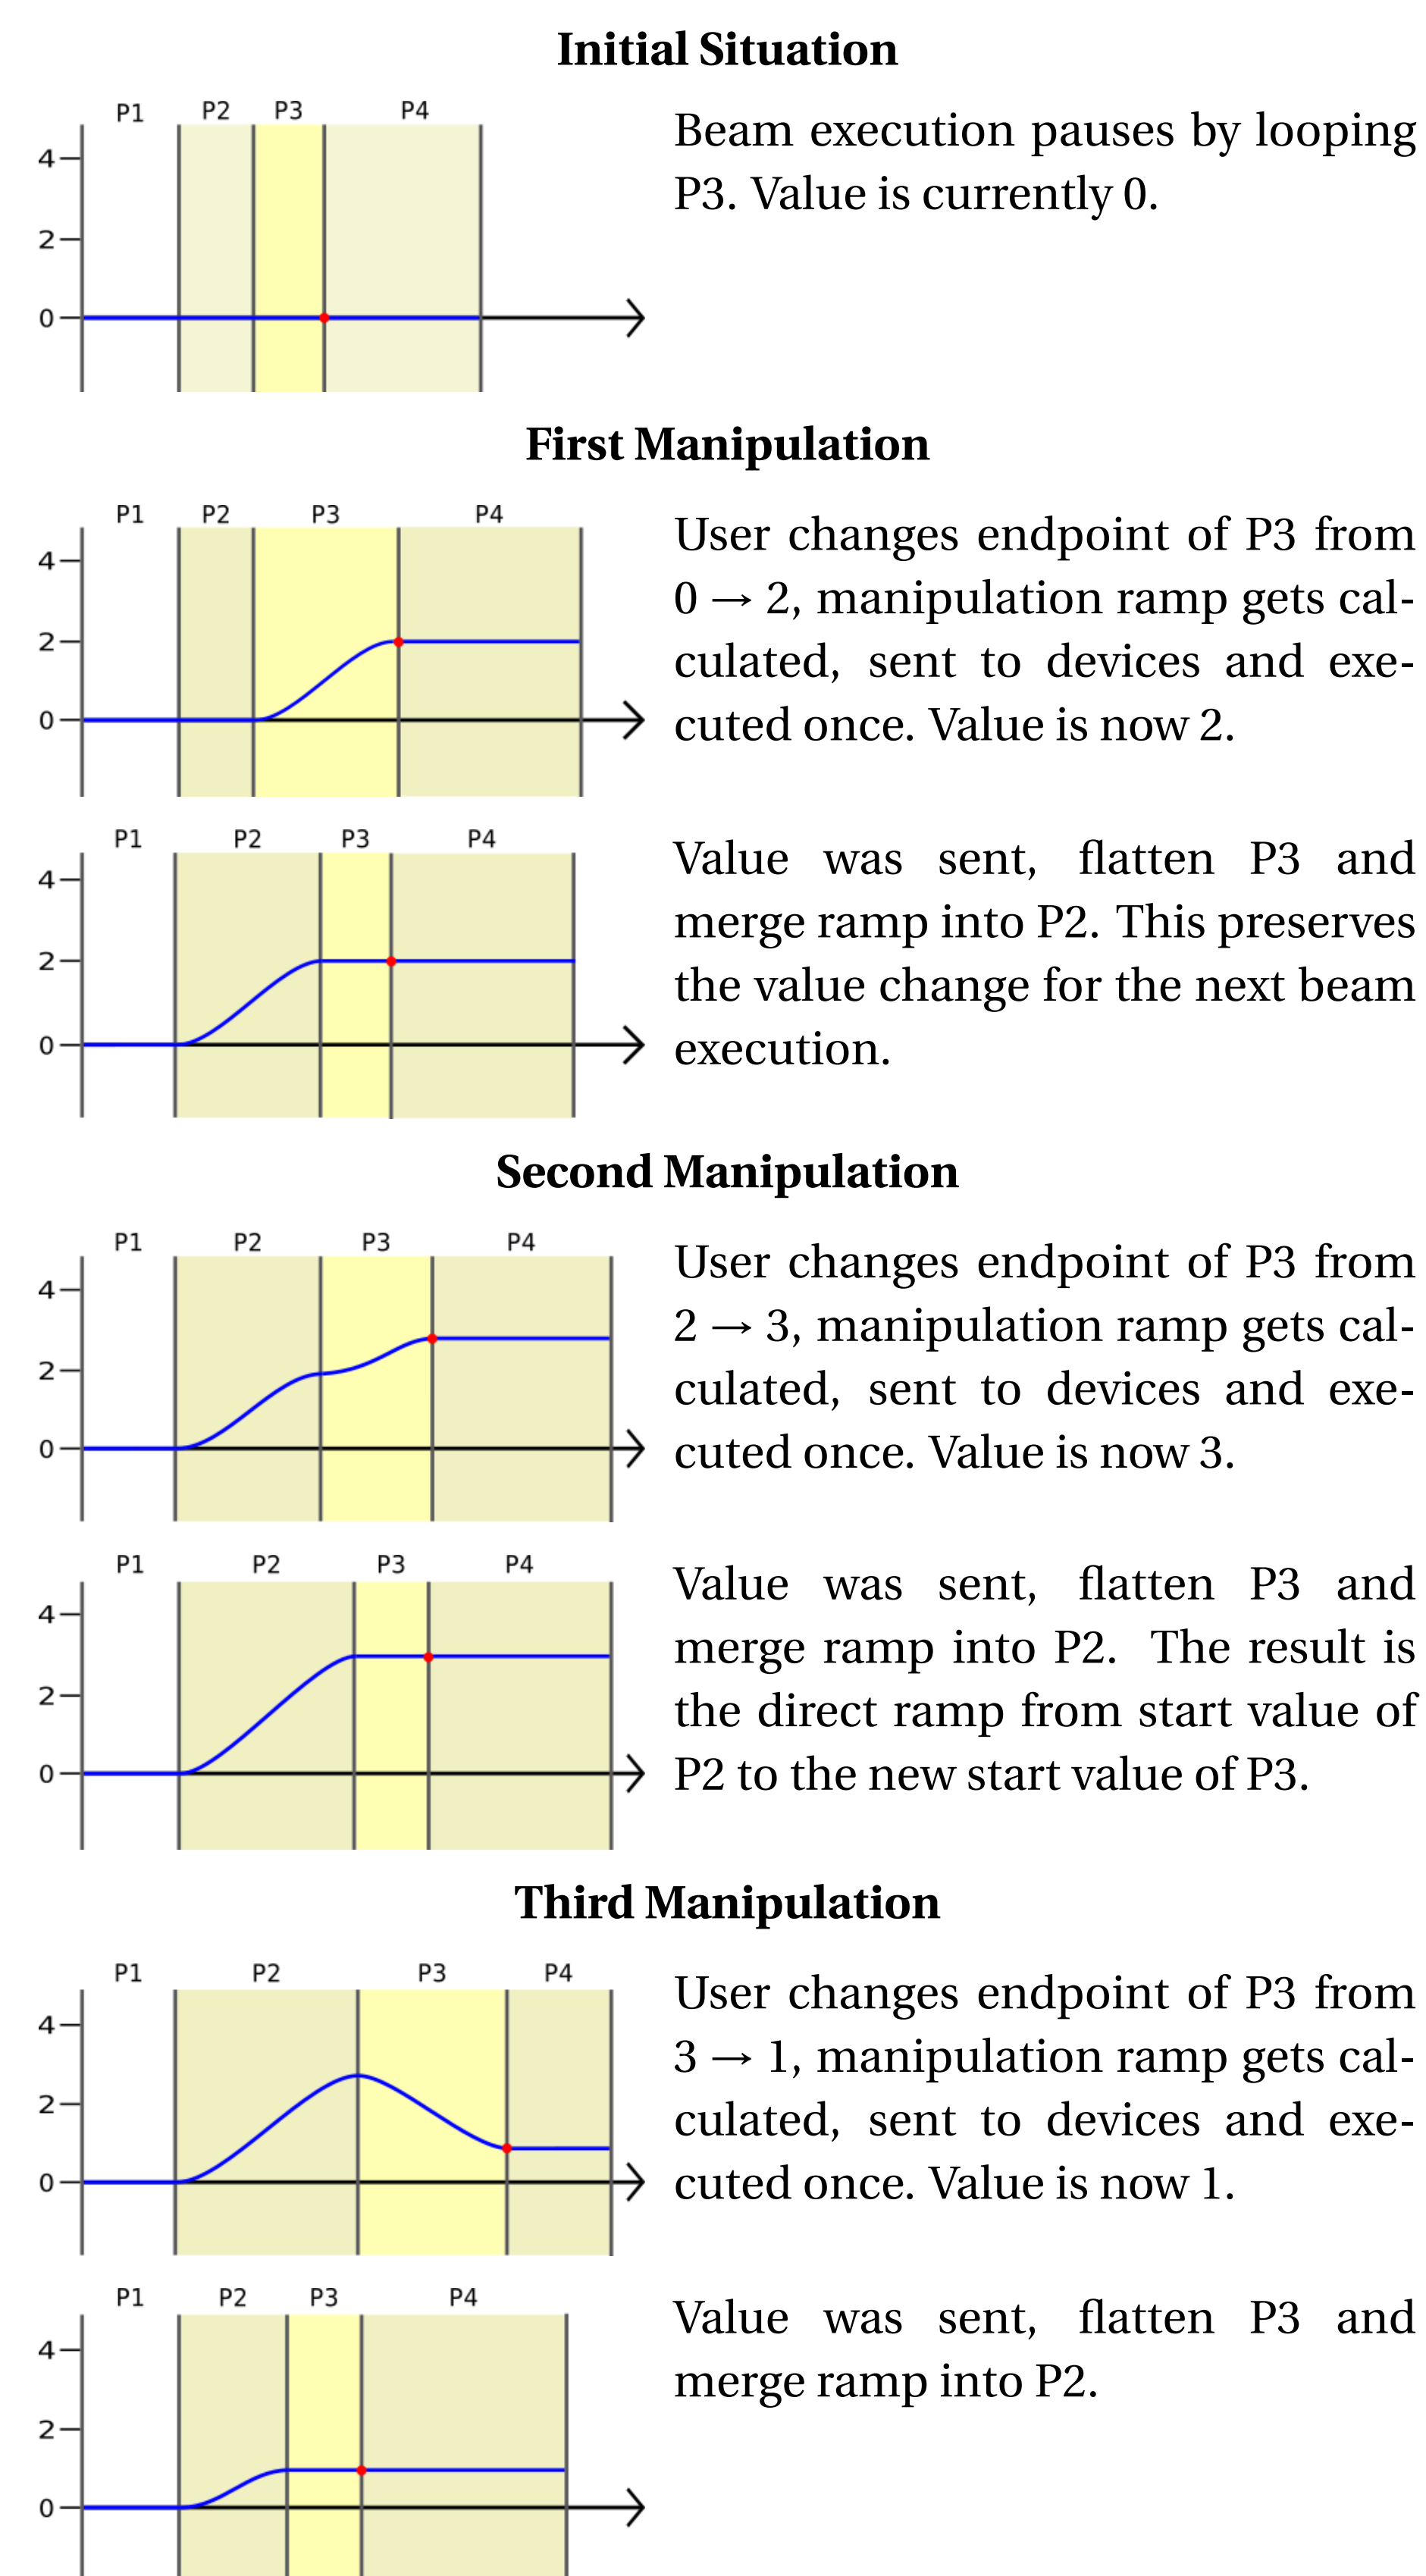 Initial Situation
P1 P2 P3 P4
4
2
0
Beam execution pauses by looping
P3. Value is currently 0.
First Manipulation
P1 P2 P3 P4
4
2
0
User changes endpoint of P3 from
0 → 2, manipulation ramp gets cal-
culated, sent to devices and exe-
cuted once. Value is now 2.
P1 P2 P3 P4
4
2
0
Value was sent, flatten P3 and
merge ramp into P2. This preserves
the value change for the next beam
execution.
Second Manipulation
P1 P2 P3 P4
4
2
0
User changes endpoint of P3 from
2 → 3, manipulation ramp gets cal-
culated, sent to devices and exe-
cuted once. Value is now 3.
P1 P2 P3 P4
4
2
0
Value was sent, flatten P3 and
merge ramp into P2. The result is
the direct ramp from start value of
P2 to the new start value of P3.
Third Manipulation
P1 P2 P3 P4
4
2
0
User changes endpoint of P3 from
3 → 1, manipulation ramp gets cal-
culated, sent to devices and exe-
cuted once. Value is now 1.
P1 P2 P3 P4
4
2
0
Value was sent, flatten P3 and
merge ramp into P2.